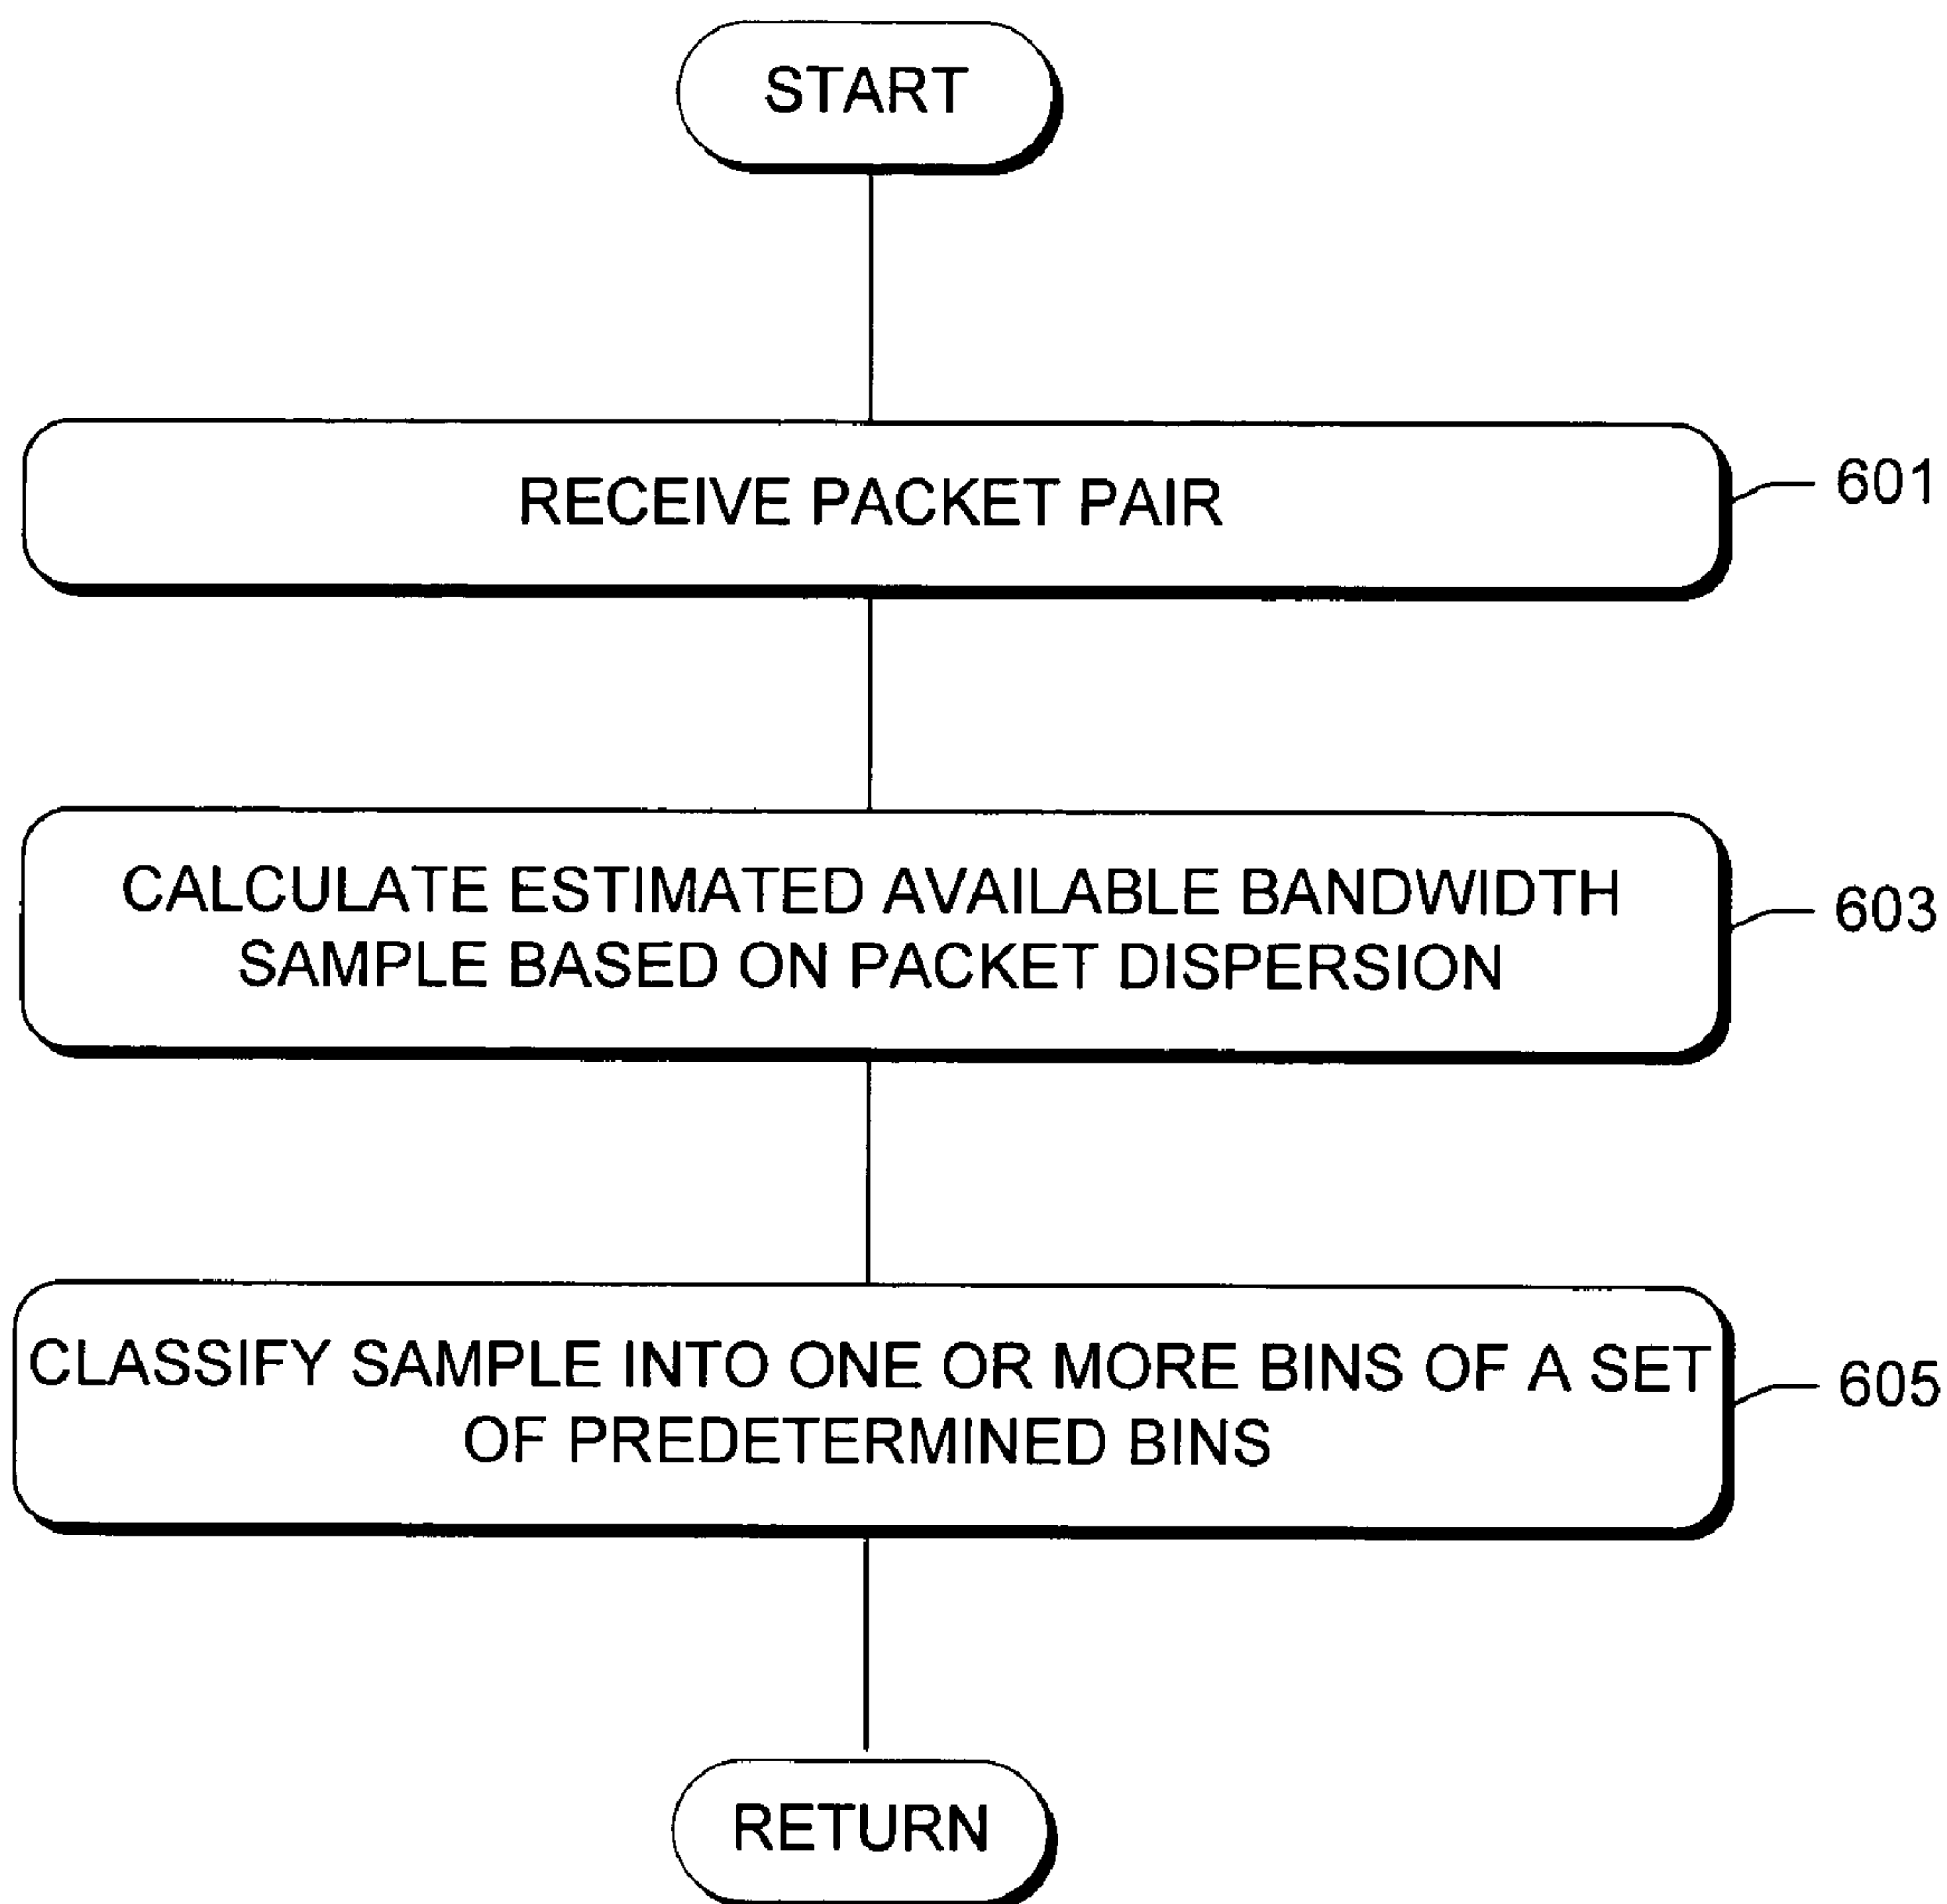 START
RECEIVE PACKET PAIR
601
CALCULATE ESTIMATED AVAILABLE BANDWIDTH
SAMPLE BASED ON PACKET DISPERSION
603
CLASSIFY SAMPLE INTO ONE OR MORE BINS OF A SET
OF PREDETERMINED BINS
605
RETURN